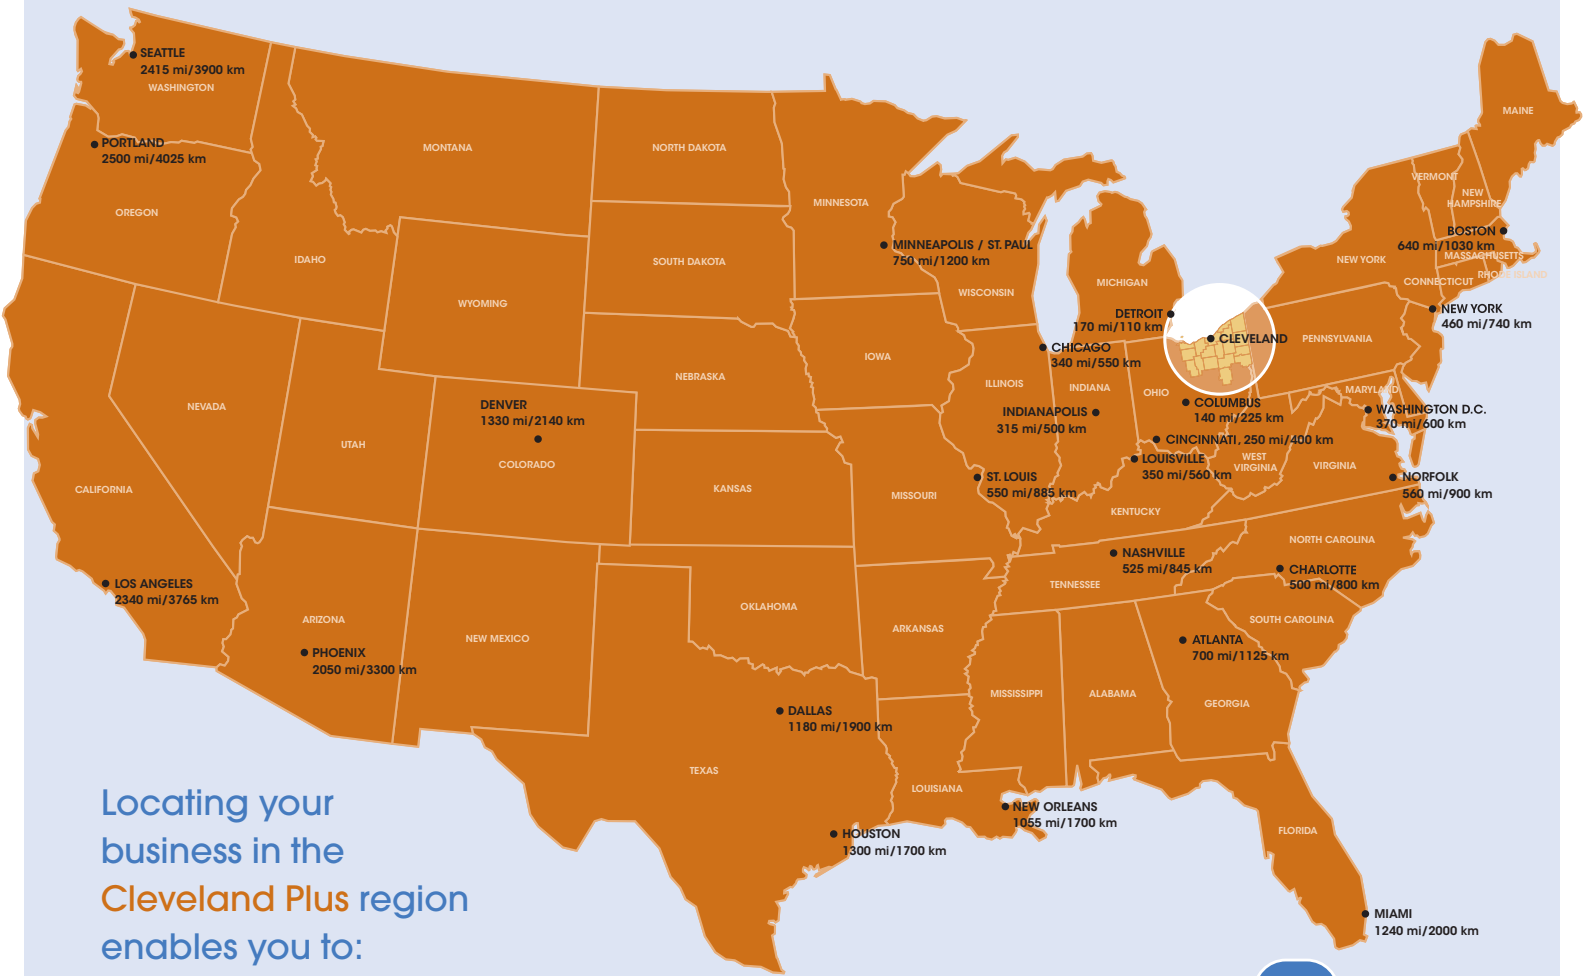 SEATTLE
2415 mi/3900 km
WASHINGTON
PORTLAND
2500 mi/4025 km
OREGON
MONTANA
NORTH DAKOTA
MINNESOTA
IDAHO
WYOMING
SOUTH DAKOTA
MINNEAPOLIS / ST. PAUL
750 mi/1200 km
WISCONSIN
MICHIGAN
MAINE
VERMONT
NEW
HAMPSHIRE
BOSTON
640 mi/1030 km
MASSACHUSETTS
NEW YORK
CONNECTICUT
RHODE ISLAND
NEW YORK
460 mi/740 km
DETROIT
170 mi/110 km
CLEVELAND
PENNSYLVANIA
CHICAGO
340 mi/550 km
IOWA
NEBRASKA
ILLINOIS
INDIANA
OHIO
MARYLAND
NEVADA
UTAH
DENVER
1330 mi/2140 km
COLORADO
INDIANAPOLIS
315 mi/500 km
COLUMBUS
140 mi/225 km
WASHINGTON D.C.
370 mi/600 km
CINCINNATI, 250 mi/400 km
LOUISVILLE
350 mi/560 km
WEST
VIRGINIA
VIRGINIA
CALIFORNIA
KANSAS
MISSOURI
ST. LOUIS
550 mi/885 km
NORFOLK
560 mi/900 km
KENTUCKY
NORTH CAROLINA
NASHVILLE
525 mi/845 km
TENNESSEE
CHARLOTTE
500 mi/800 km
LOS ANGELES
2340 mi/3765 km
ARIZONA
PHOENIX
2050 mi/3300 km
NEW MEXICO
OKLAHOMA
ARKANSAS
SOUTH CAROLINA
ATLANTA
700 mi/1125 km
MISSISSIPPI
ALABAMA
GEORGIA
DALLAS
1180 mi/1900 km
TEXAS
LOUISIANA
NEW ORLEANS
1055 mi/1700 km
HOUSTON
1300 mi/1700 km
FLORIDA
MIAMI
1240 mi/2000 km
Locating your
business in the
Cleveland Plus region
enables you to: